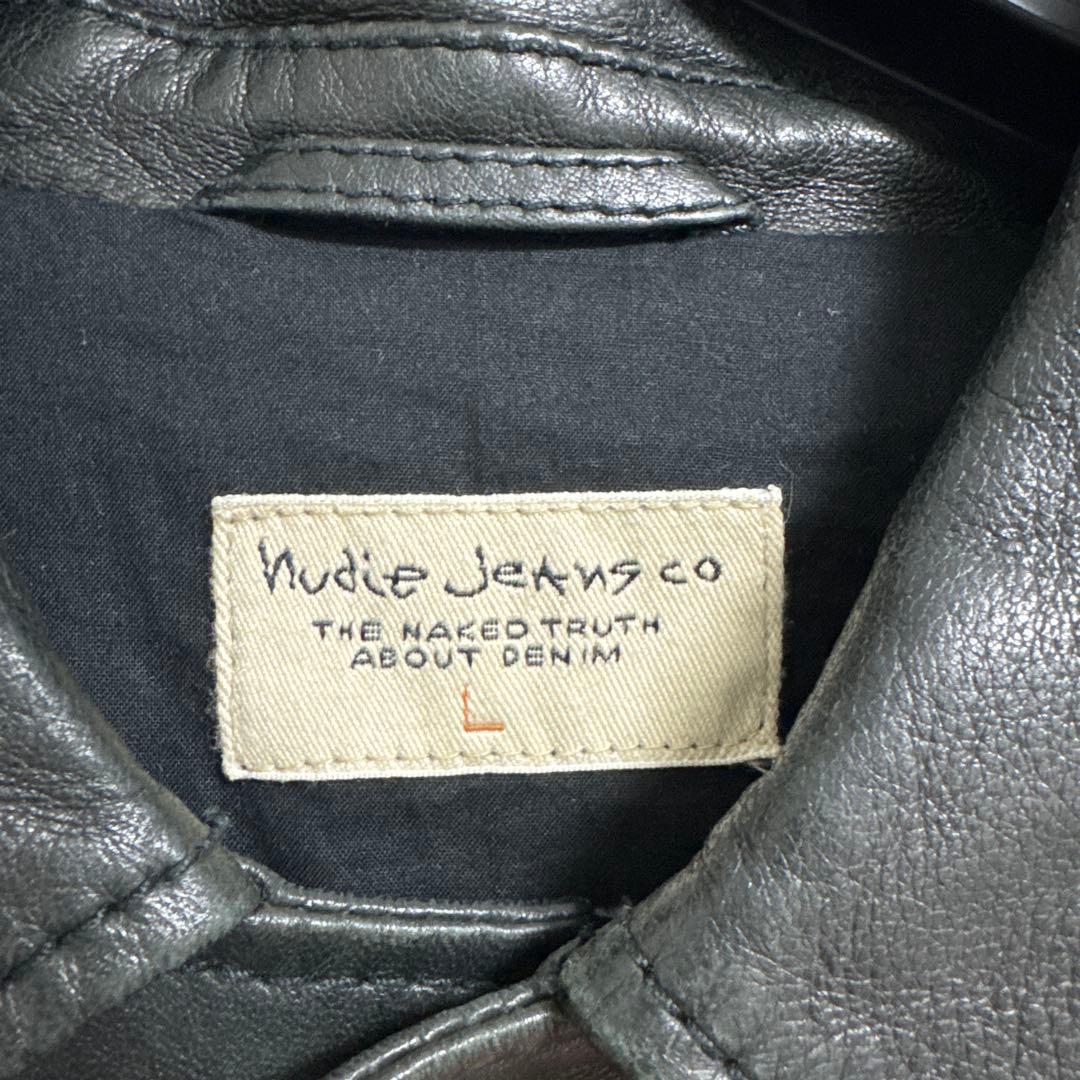 Nudie Jeans co
THE NAKED TRUTH
ABOUT DENIM
L